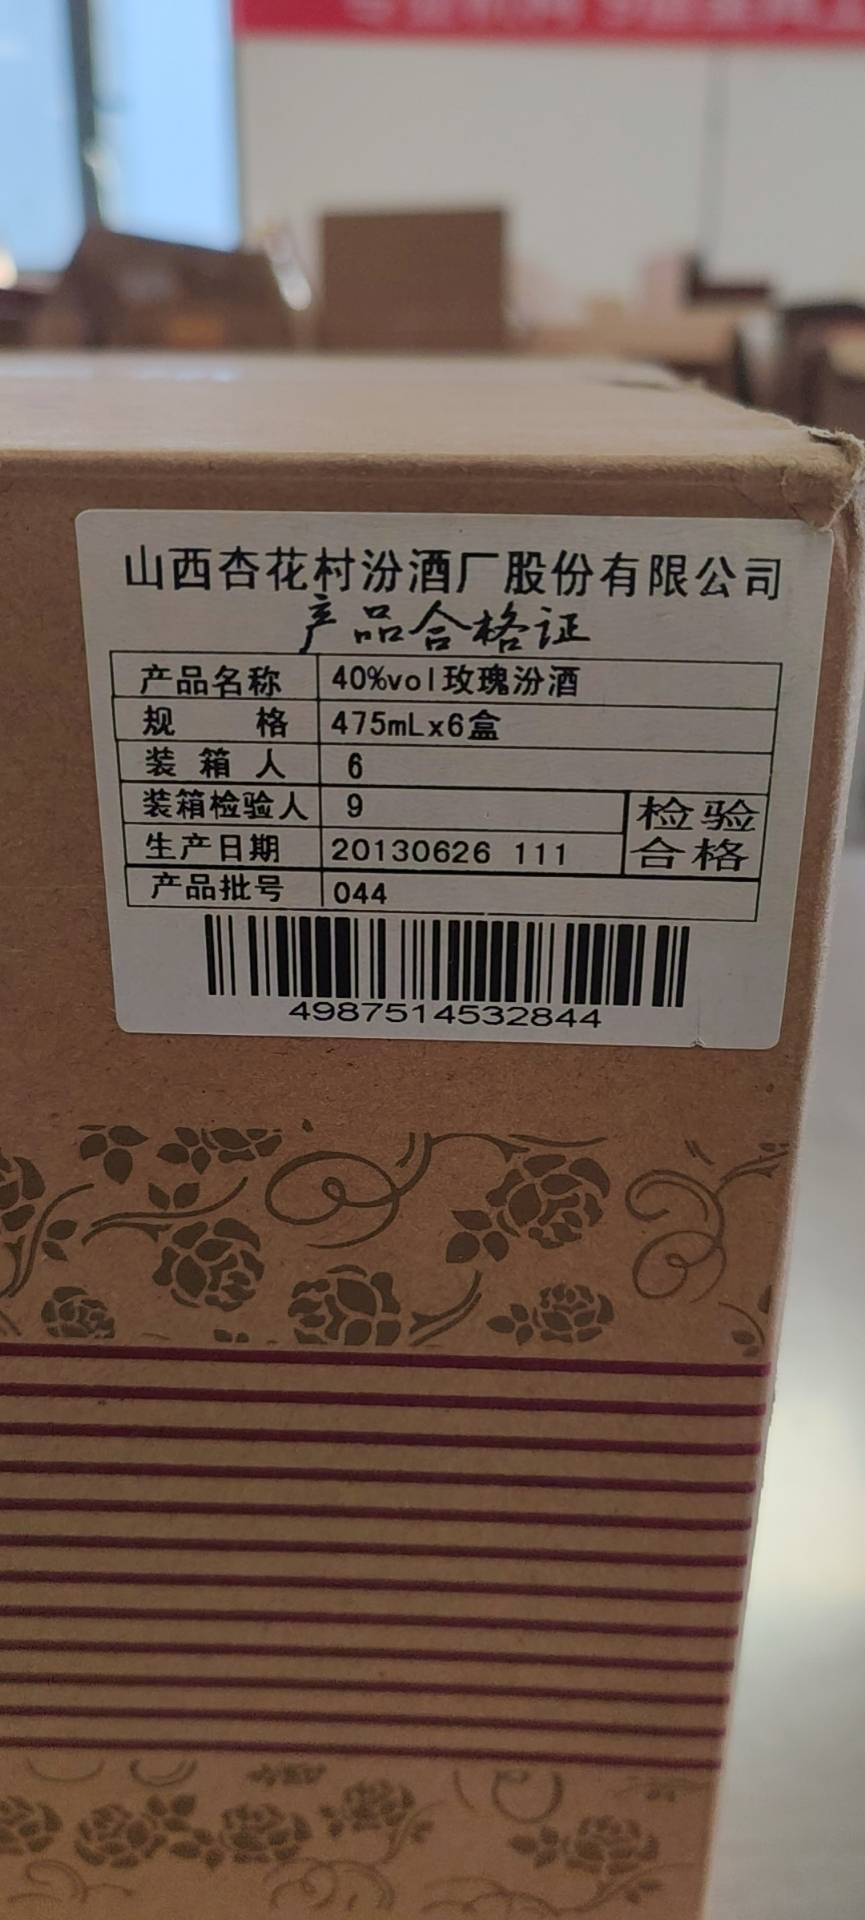 山西杏花村汾酒厂股份有限公司
产品合格证
产品名称 40%vol玫瑰汾酒
规 格 475mLx6盒
装 箱 人 6
装箱检验人 9
检验
合格
生产日期 20130626 111
产品批号 044
4987514532844